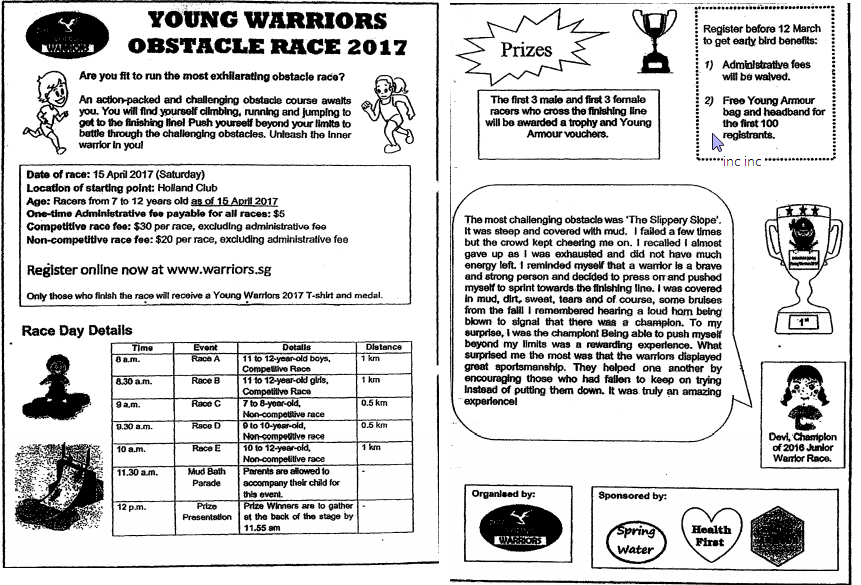 YOUNG WARRIORS
OBSTACLE RACE 2017
WARRIORS
Are you fit to run the most exhilarating obstacle race?
An action-packed and challenging obstacle course awaits
you. You will find yourself climbing, running and jumping to
get to the finishing line! Push yourself beyond your limits to
battle through the challenging obstacles. Unleash the inner
warrior in you!
Date of race: 15 April 2017 (Saturday)
Location of starting point: Holland Club
Age: Racers from 7 to 12 years old as of 15 April 2017
One-time Administrative fee payable for all races: $5
Competitive race fee: $30 per race, excluding administrative fee
Non-competitive race fee: $20 per race, excluding administrative fee
Register online now at www.warriors.sg
Only those who finish the race will receive a Young Warriors 2017 T-shirt and medal.
Race Day Details
Time Event Details Distance
8 a.m. Race A 11 to 12-year-old boys, 1 km
Competitive Race
8.30 a.m. Race B 11 to 12-year-old girls, 1 km
Competitive Race
9 a.m. Race C 7 to 8-year-old, 0.5 km
Non-competitive race
9.30 a.m. Race D 9 to 10-year-old, 0.5 km
Non-competitive race
10 a.m. Race E 10 to 12-year-old, 1 km
Non-competitive race
11.30 a.m. Mud Bath Parents are allowed to -
Parade accompany their child for
this event.
12 p.m. Prize Prize Winners are to gather -
Presentation at the back of the stage by
11.55 am
Prizes
The first 3 male and first 3 female
racers who cross the finishing line
will be awarded a trophy and Young
Armour vouchers.
Register before 12 March
to get early bird benefits:
1) Administrative fees
will be waived.
2) Free Young Armour
bag and headband for
the first 100
registrants.
inc inc
The most challenging obstacle was 'The Slippery Slope'.
It was steep and covered with mud. I failed a few times
but the crowd kept cheering me on. I recalled I almost
gave up as I was exhausted and did not have much
energy left. I reminded myself that a warrior is a brave
and strong person and decided to press on and pushed
myself to sprint towards the finishing line. I was covered
in mud, dirt, sweat, tears and of course, some bruises
from the fall! I remembered hearing a loud horn being
blown to signal that there was a champion. To my
surprise, I was the champion! Being able to push myself
beyond my limits was a rewarding experience. What
surprised me the most was that the warriors displayed
great sportsmanship. They helped one another by
encouraging those who had fallen to keep on trying
instead of putting them down. It was truly an amazing
experience!
1st
Devi, Champion
of 2016 Junior
Warrior Race.
Organised by:
WARRIORS
Sponsored by:
Spring
Water
Health
First